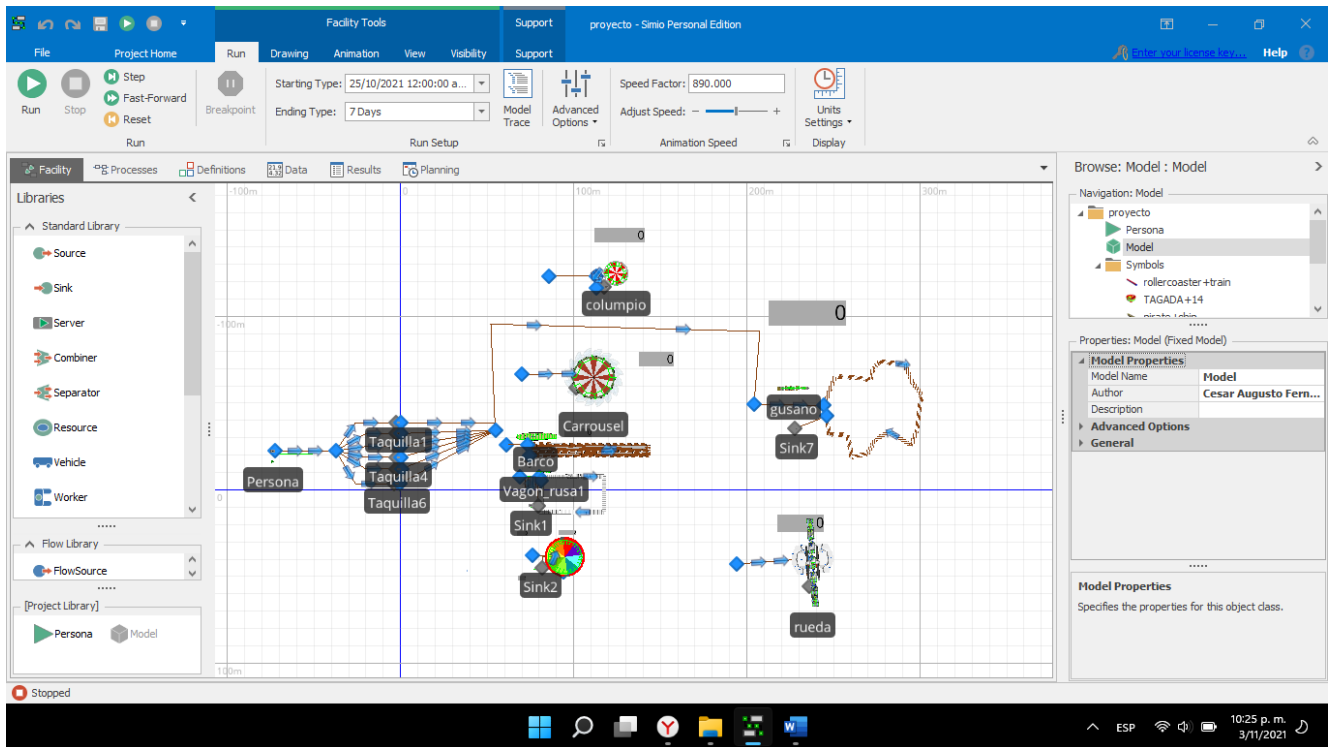 Facility Tools
Support
proyecto - Simio Personal Edition
File
Project Home
Run
Drawing
Animation
View
Visibility
Support
Enter your license key...
Help
Run
Stop
Step
Fast-Forward
Reset
Breakpoint
Starting Type: 25/10/2021 12:00:00 a...
Ending Type: 7 Days
Model Trace
Advanced Options
Speed Factor: 890.000
Adjust Speed:
Units Settings
Run
Run Setup
Animation Speed
Display
Facility
Processes
Definitions
Data
Results
Planning
Browse: Model : Model
Libraries
Standard Library
Source
Sink
Server
Combiner
Separator
Resource
Vehicle
Worker
Flow Library
FlowSource
[Project Library]
Persona
Model
-100m
0
100m
200m
300m
0
columpio
-100m
0
0
Carrousel
gusano
Taquilla1
Sink7
Barco
Persona
Taquilla4
Vagon_rusa1
0
Taquilla6
Sink1
0
Sink2
rueda
100m
Navigation: Model
proyecto
Persona
Model
Symbols
rollercoaster+train
TAGADA+14
Properties: Model (Fixed Model)
Model Properties
Model Name
Model
Author
Cesar Augusto Fern...
Description
Advanced Options
General
Model Properties
Specifies the properties for this object class.
Stopped
ESP
10:25 p. m.
3/11/2021